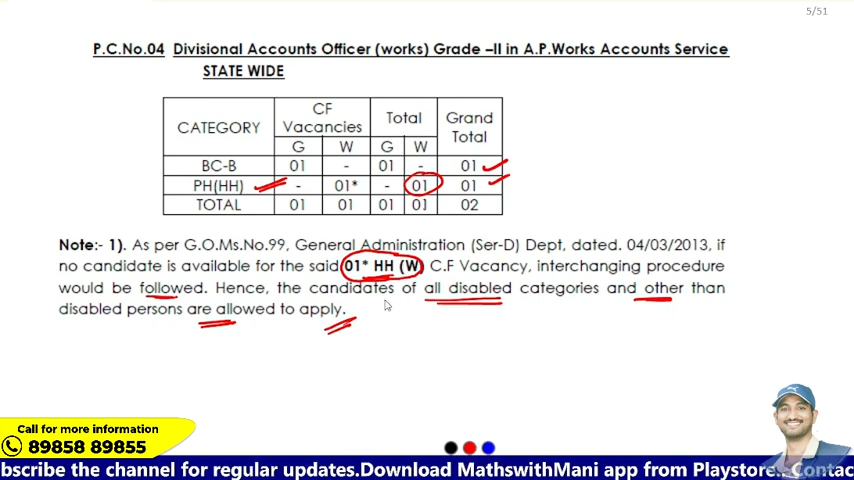 5/51
P.C.No.04 Divisional Accounts Officer (works) Grade –II in A.P.Works Accounts Service
STATE WIDE
CATEGORY CF Vacancies Total Grand Total
G W G W
BC-B 01 - 01 - 01
PH(HH) - 01* - 01 01
TOTAL 01 01 01 01 02
Note:- 1). As per G.O.Ms.No.99, General Administration (Ser-D) Dept, dated. 04/03/2013, if
no candidate is available for the said 01* HH (W) C.F Vacancy, interchanging procedure
would be followed. Hence, the candidates of all disabled categories and other than
disabled persons are allowed to apply.
Call for more information
89858 89855
bscribe the channel for regular updates.Download MathswithMani app from Playstore.. Contac